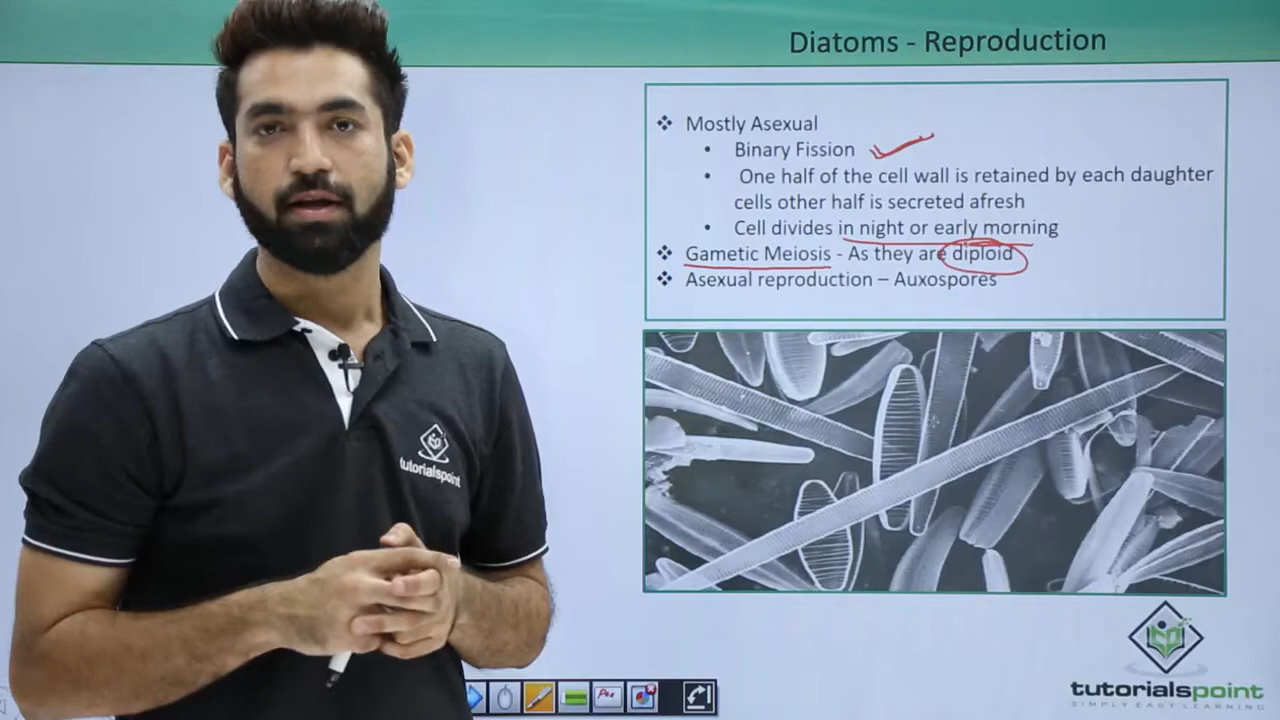 Diatoms - Reproduction
❖ Mostly Asexual
• Binary Fission
• One half of the cell wall is retained by each daughter
cells other half is secreted afresh
• Cell divides in night or early morning
❖ Gametic Meiosis - As they are diploid
❖ Asexual reproduction – Auxospores
tutorialspoint
tutorialspoint
SIMPLY EASY LEARNING